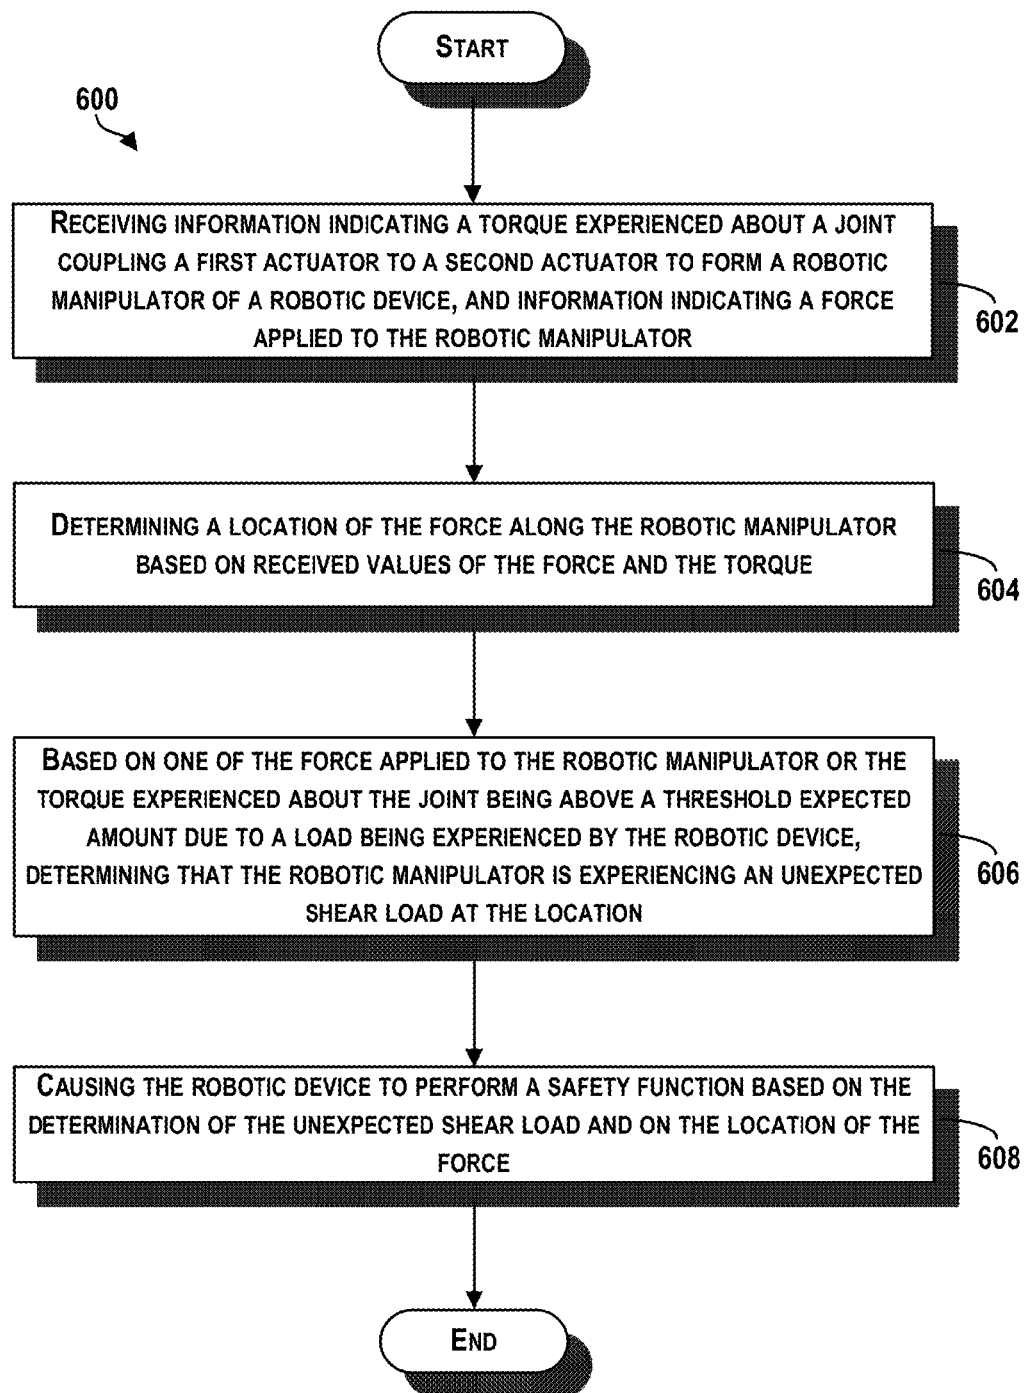 START
600
RECEIVING INFORMATION INDICATING A TORQUE EXPERIENCED ABOUT A JOINT
COUPLING A FIRST ACTUATOR TO A SECOND ACTUATOR TO FORM A ROBOTIC
MANIPULATOR OF A ROBOTIC DEVICE, AND INFORMATION INDICATING A FORCE
APPLIED TO THE ROBOTIC MANIPULATOR
602
DETERMINING A LOCATION OF THE FORCE ALONG THE ROBOTIC MANIPULATOR
BASED ON RECEIVED VALUES OF THE FORCE AND THE TORQUE
604
BASED ON ONE OF THE FORCE APPLIED TO THE ROBOTIC MANIPULATOR OR THE
TORQUE EXPERIENCED ABOUT THE JOINT BEING ABOVE A THRESHOLD EXPECTED
AMOUNT DUE TO A LOAD BEING EXPERIENCED BY THE ROBOTIC DEVICE,
DETERMINING THAT THE ROBOTIC MANIPULATOR IS EXPERIENCING AN UNEXPECTED
SHEAR LOAD AT THE LOCATION
606
CAUSING THE ROBOTIC DEVICE TO PERFORM A SAFETY FUNCTION BASED ON THE
DETERMINATION OF THE UNEXPECTED SHEAR LOAD AND ON THE LOCATION OF THE
FORCE
608
END